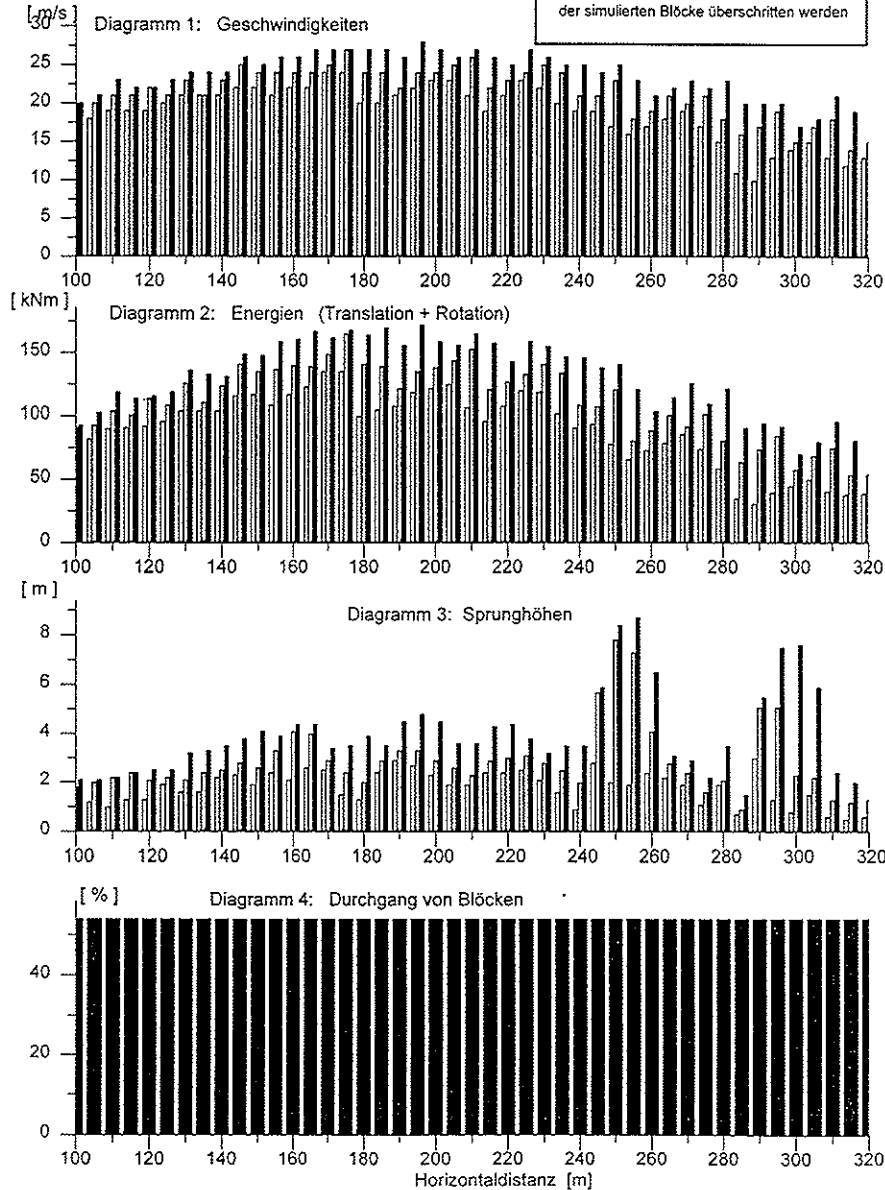 [ m/s ]
Diagramm 1: Geschwindigkeiten
der simulierten Blöcke überschritten werden
30
25
20
15
10
5
0
100 120 140 160 180 200 220 240 260 280 300 320
[ kNm ]
Diagramm 2: Energien (Translation + Rotation)
150
100
50
0
100 120 140 160 180 200 220 240 260 280 300 320
[ m ]
Diagramm 3: Sprunghöhen
8
6
4
2
0
100 120 140 160 180 200 220 240 260 280 300 320
[ % ]
Diagramm 4: Durchgang von Blöcken
40
20
0
100 120 140 160 180 200 220 240 260 280 300 320
Horizontaldistanz [m]